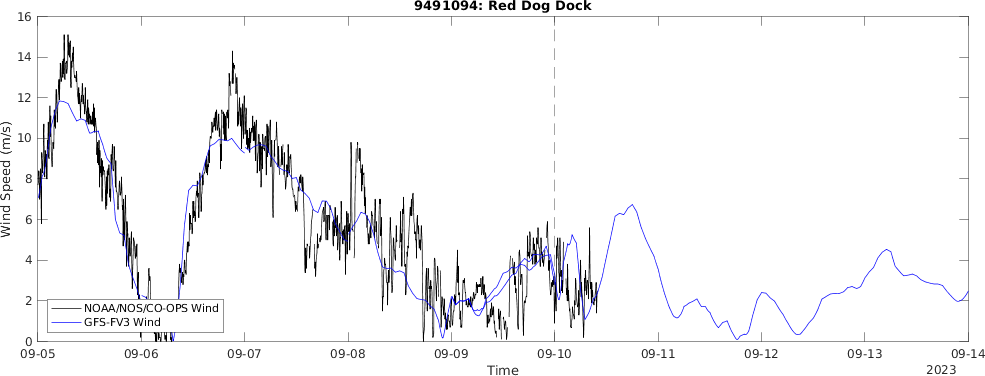 9491094: Red Dog Dock
16
14
12
10
8
6
4
2
0
Wind Speed (m/s)
NOAA/NOS/CO-OPS Wind
GFS-FV3 Wind
09-05 09-06 09-07 09-08 09-09 09-10 09-11 09-12 09-13 09-14
Time
2023